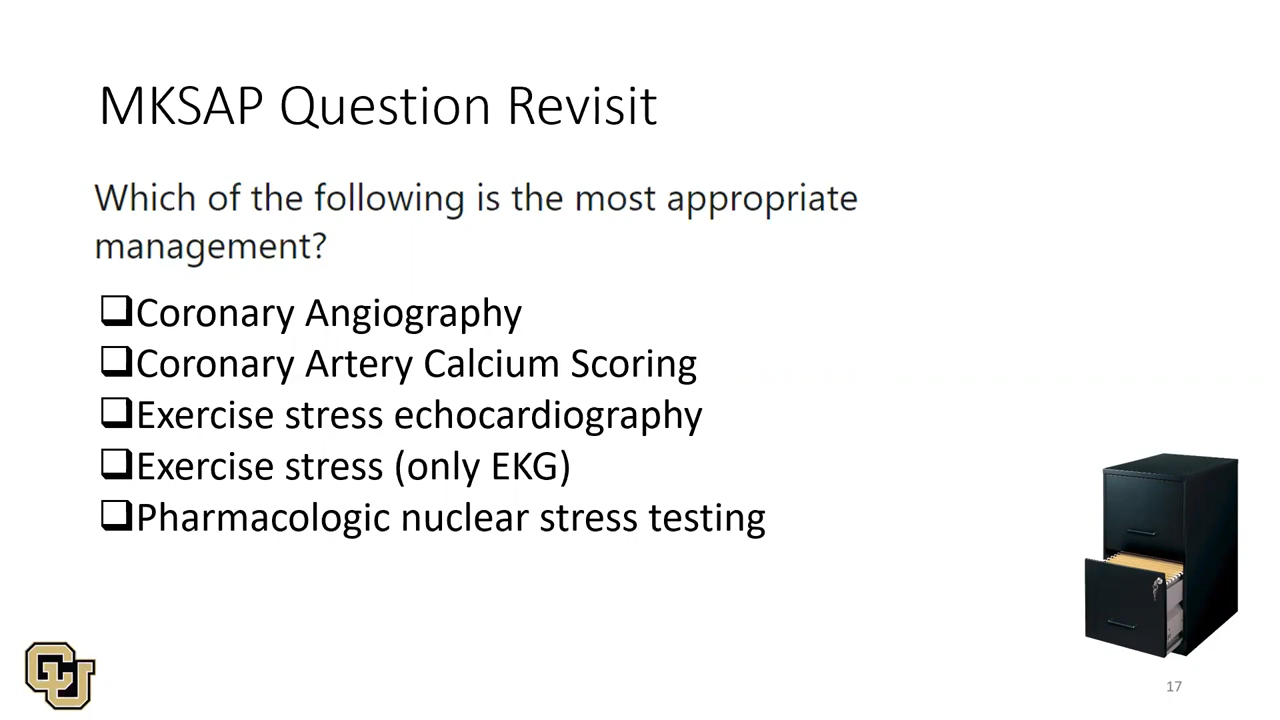 MKSAP Question Revisit
Which of the following is the most appropriate
management?
❑Coronary Angiography
❑Coronary Artery Calcium Scoring
❑Exercise stress echocardiography
❑Exercise stress (only EKG)
❑Pharmacologic nuclear stress testing
CU
17